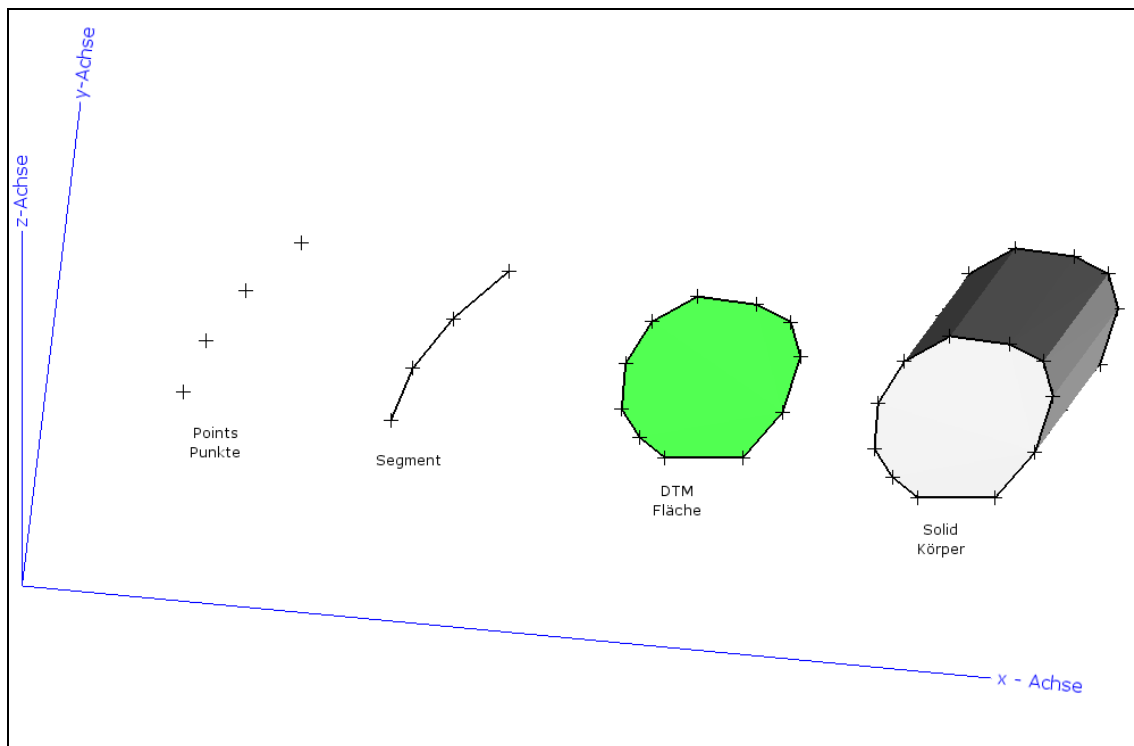 y-Achse
z-Achse
Points
Punkte
Segment
DTM
Fläche
Solid
Körper
x - Achse